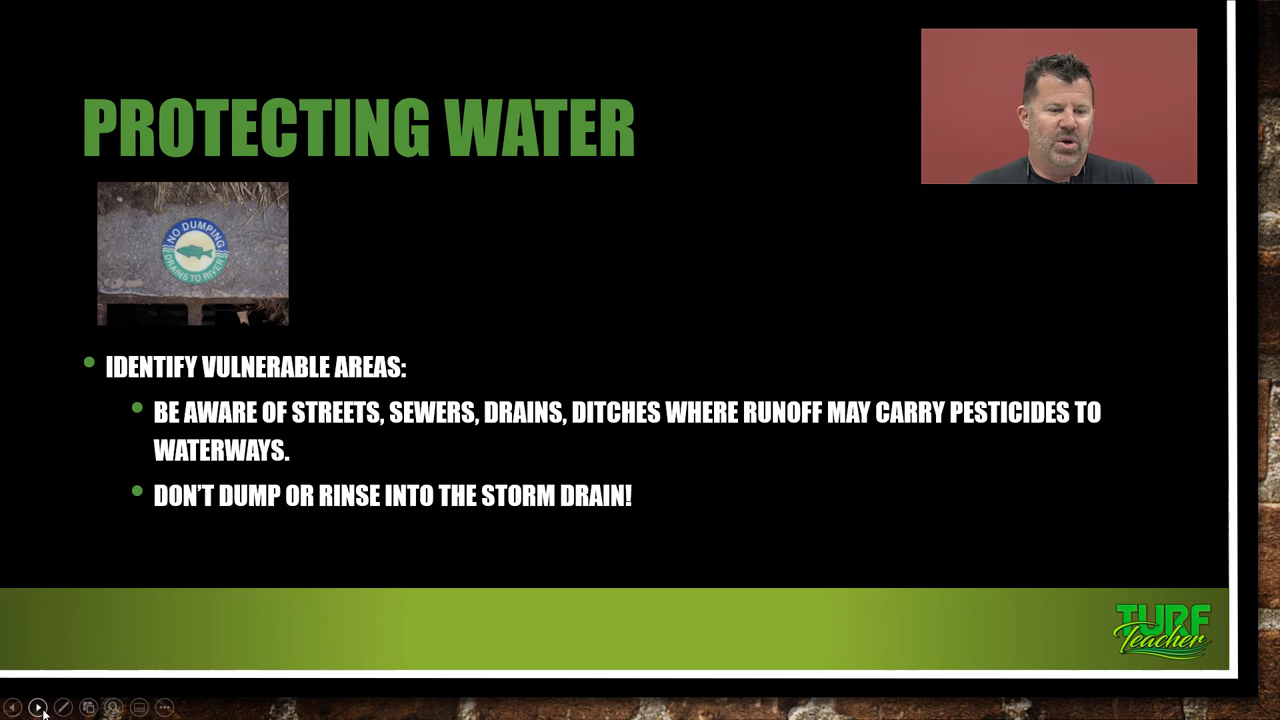 PROTECTING WATER
NO DUMPING
DRAINS TO RIVER
IDENTIFY VULNERABLE AREAS:
BE AWARE OF STREETS, SEWERS, DRAINS, DITCHES WHERE RUNOFF MAY CARRY PESTICIDES TO
WATERWAYS.
DON'T DUMP OR RINSE INTO THE STORM DRAIN!
TURF
Teacher